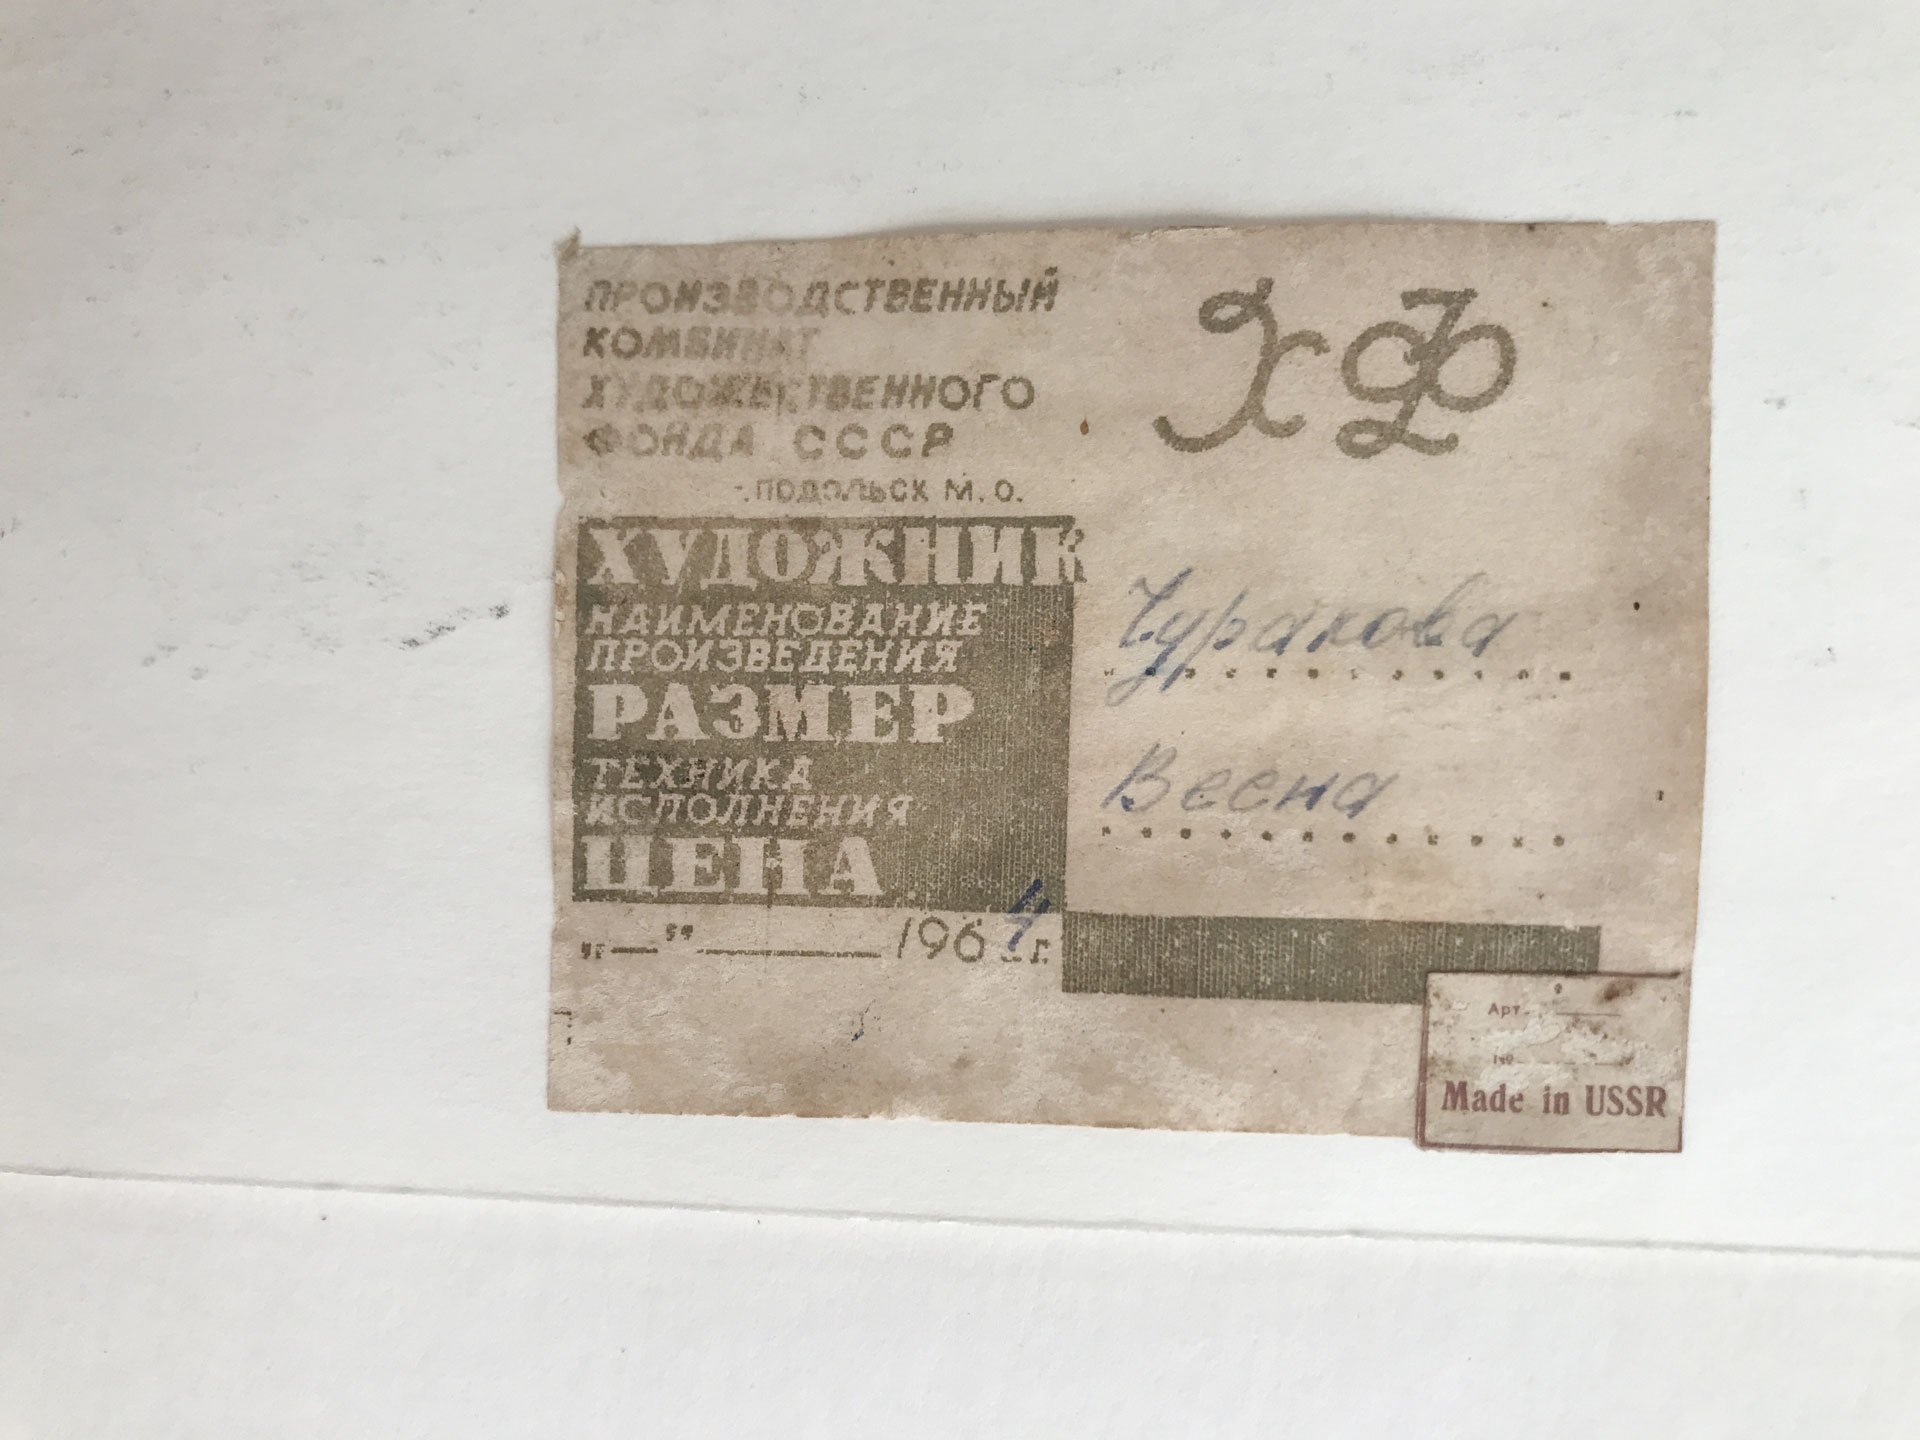 ПРОИЗВОДСТВЕННЫЙ
КОМБИНАТ
ХУДОЖЕСТВЕННОГО
ФОНДА СССР
ПОДОЛЬСК М.О.
ХФ
ХУДОЖНИК
НАИМЕНОВАНИЕ
ПРОИЗВЕДЕНИЯ
РАЗМЕР
ТЕХНИКА
ИСПОЛНЕНИЯ
ЦЕНА
"—" ———— 1964 г.
Чуракова
Весна
Арт.
№
Made in USSR